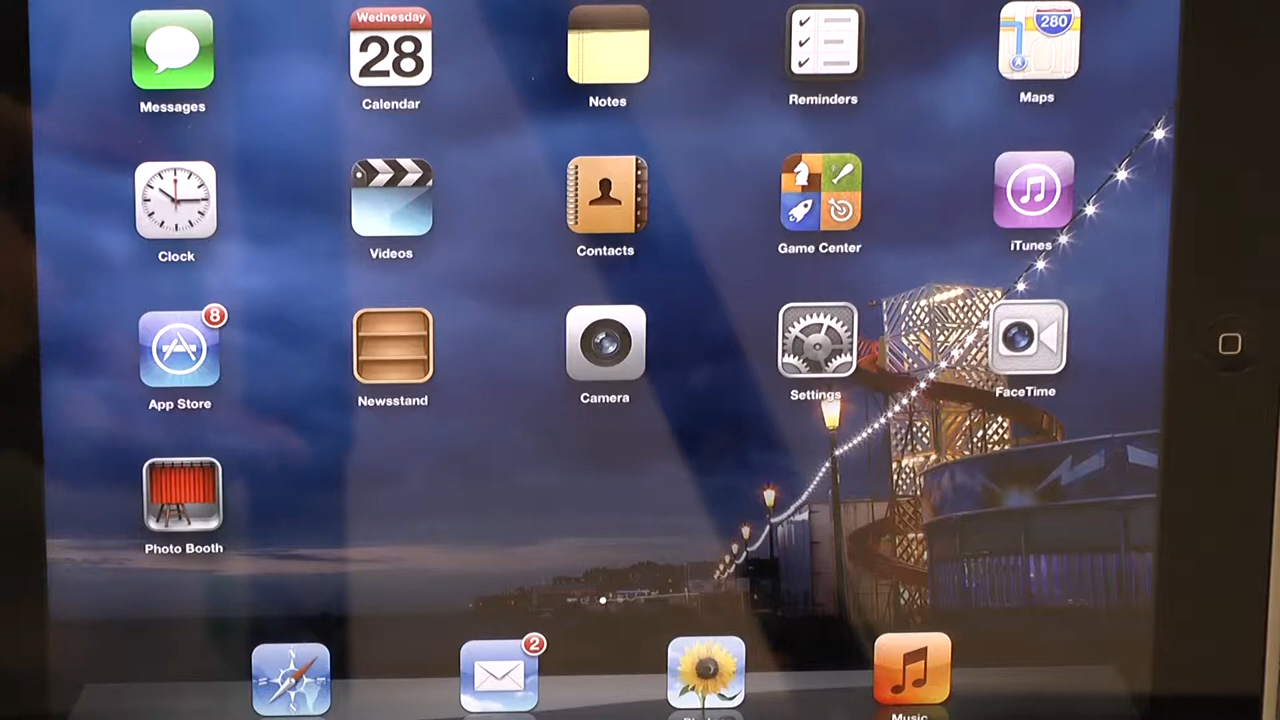 Wednesday
28
280
Messages
Calendar
Notes
Reminders
Maps
Clock
Videos
Contacts
Game Center
iTunes
8
App Store
Newsstand
Camera
Settings
FaceTime
Photo Booth
2
Music